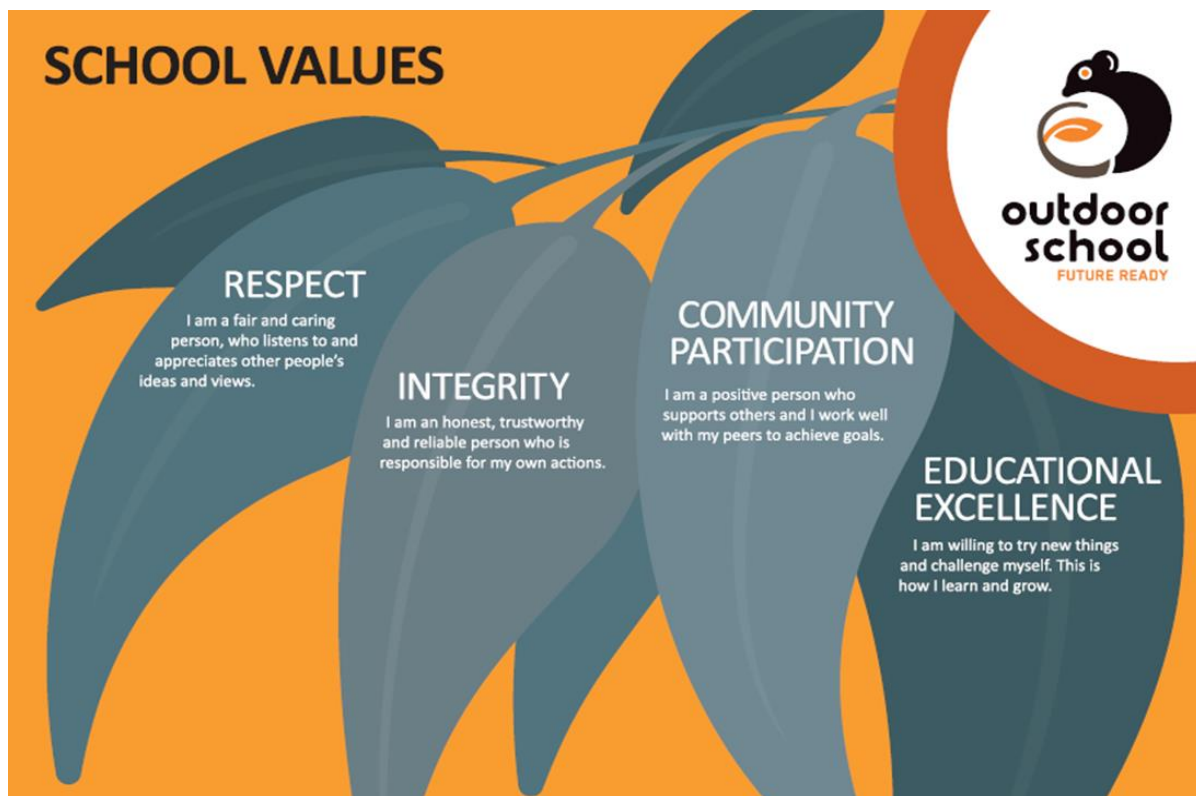 SCHOOL VALUES
outdoor
school
FUTURE READY
RESPECT
I am a fair and caring
person, who listens to and
appreciates other people’s
ideas and views.
INTEGRITY
I am an honest, trustworthy
and reliable person who is
responsible for my own actions.
COMMUNITY
PARTICIPATION
I am a positive person who
supports others and I work well
with my peers to achieve goals.
EDUCATIONAL
EXCELLENCE
I am willing to try new things
and challenge myself. This is
how I learn and grow.